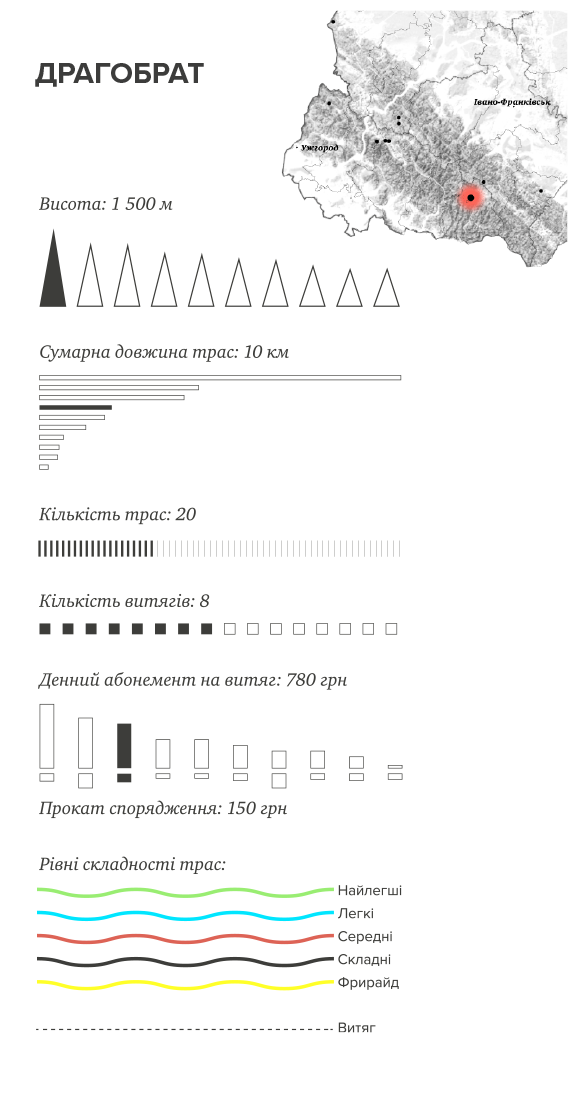 ДРАГОБРАТ
Івано-Франківськ
Ужгород
Висота: 1 500 м
Сумарна довжина трас: 10 км
Кількість трас: 20
Кількість витягів: 8
Денний абонемент на витяг: 780 грн
Прокат спорядження: 150 грн
Рівні складності трас:
Найлегші
Легкі
Середні
Складні
Фрирайд
Витяг